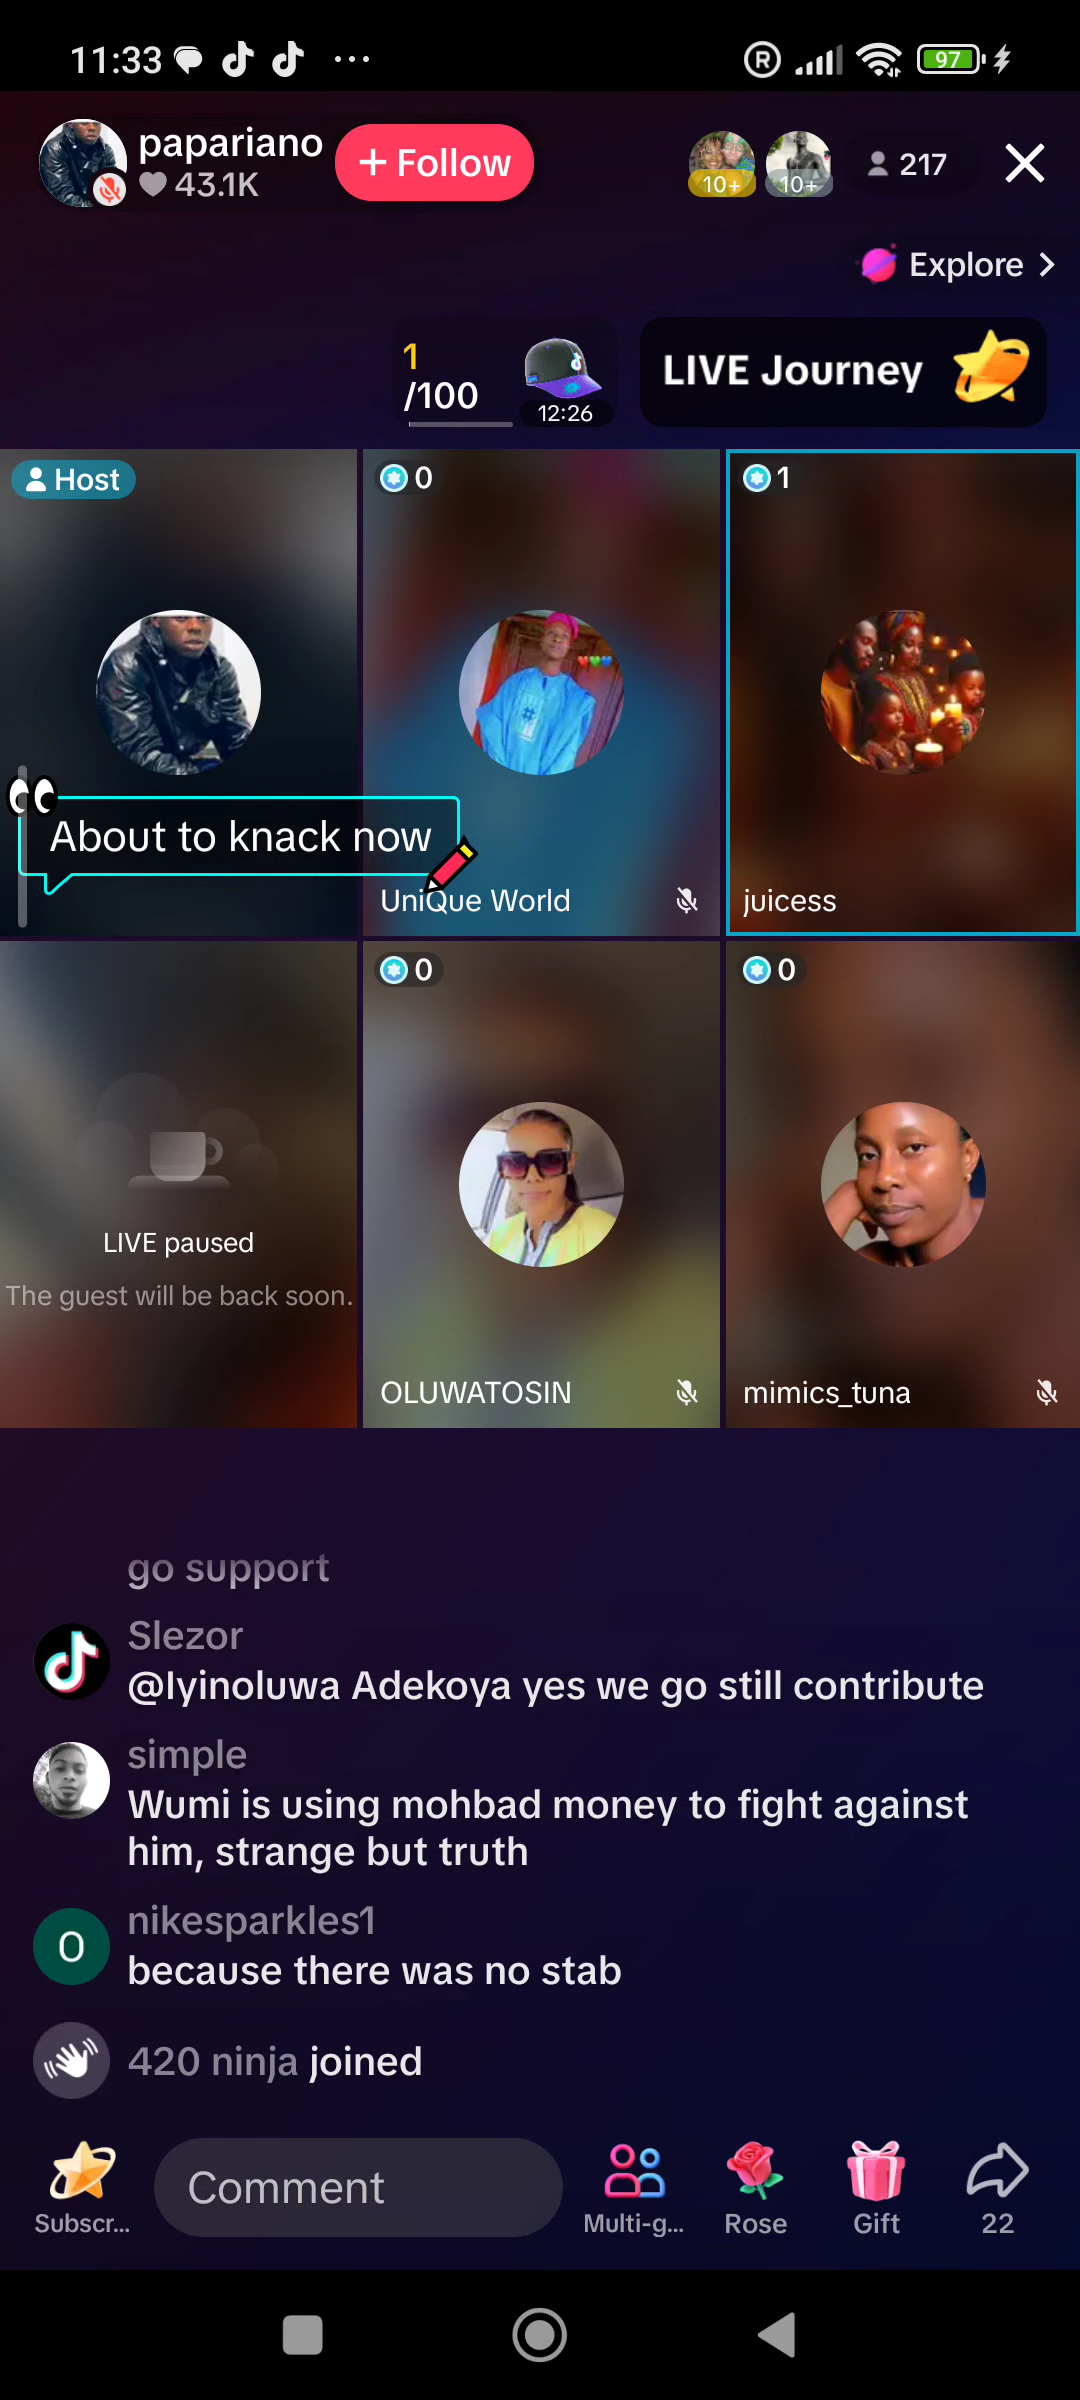 11:33
R
97
papariano
43.1K
+ Follow
10+
10+
217
Explore
1
/100
12:26
LIVE Journey
Host
0
1
About to knack now
UniQue World
juicess
0
0
LIVE paused
The guest will be back soon.
OLUWATOSIN
mimics_tuna
go support
Slezor
@Iyinoluwa Adekoya yes we go still contribute
simple
Wumi is using mohbad money to fight against
him, strange but truth
nikesparkles1
O
because there was no stab
420 ninja joined
Comment
Subscr...
Multi-g...
Rose
Gift
22